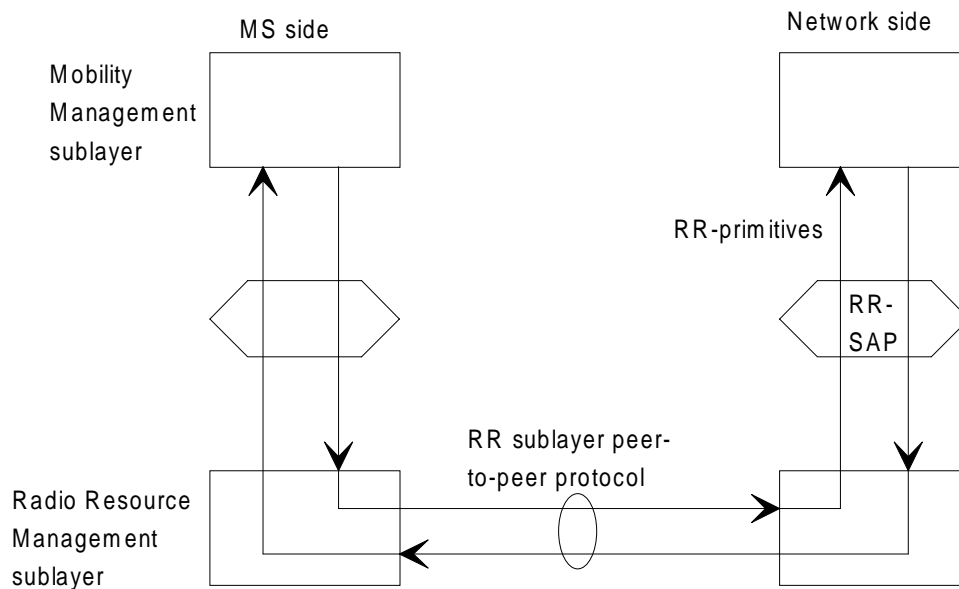 MS side
Network side
Mobility
Management
sublayer
RR-primitives
RR-
SAP
RR sublayer peer-
to-peer protocol
Radio Resource
Management
sublayer